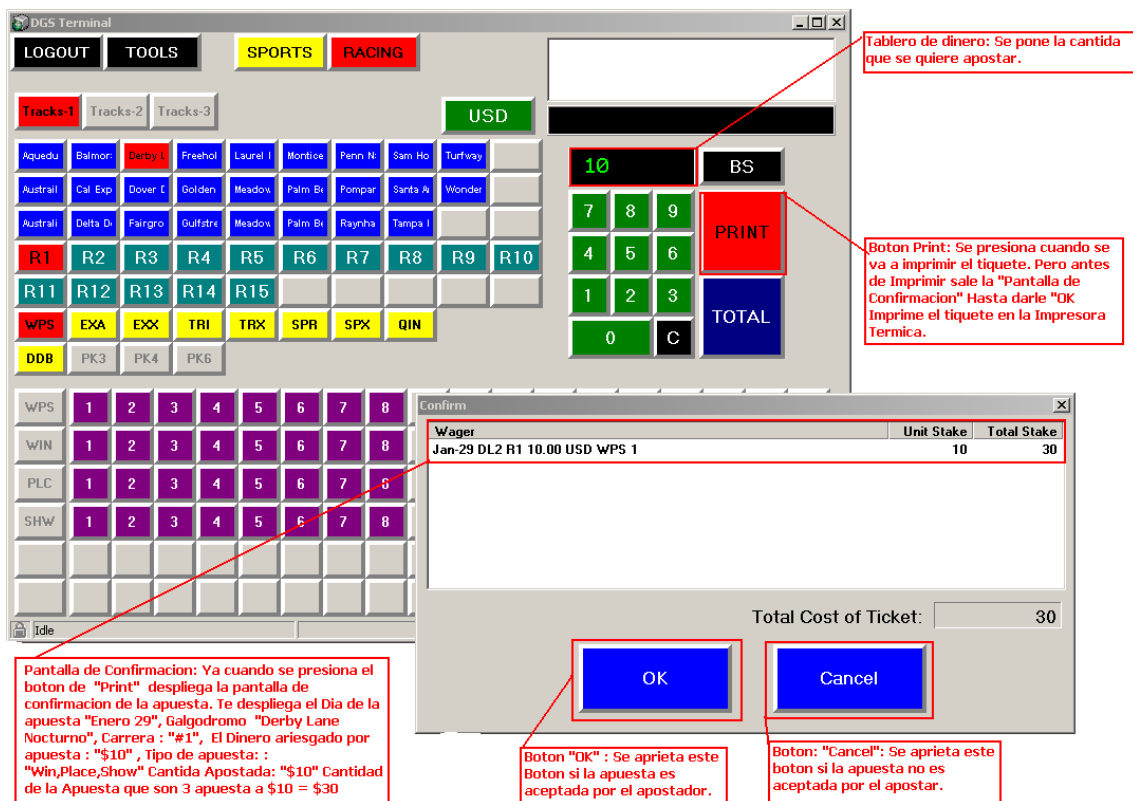 DGS Terminal
LOGOUT TOOLS SPORTS RACING
Tablero de dinero: Se pone la cantida
que se quiere apostar.
Tracks-1 Tracks-2 Tracks-3
USD
Aquedu Balmor: Derby L Freehol Laurel I Montice Penn N: Sam Ho Turfway
10 BS
Austrail Cal Exp Dover D Golden Meadow Palm Be Pompar Santa A Wonder
Australi Delta D Fairgro Gulfstre Meadow Palm Be Raynha Tampa I
7 8 9 PRINT
R1 R2 R3 R4 R5 R6 R7 R8 R9 R10
4 5 6
R11 R12 R13 R14 R15
1 2 3 TOTAL
WPS EXA EXX TRI TRX SPR SPX QIN
0 C
DDB PK3 PK4 PK6
Boton Print: Se presiona cuando se
va a imprimir el tiquete. Pero antes
de Imprimir sale la "Pantalla de
Confirmacion" Hasta darle "OK
Imprime el tiquete en la Impresora
Termica.
WPS 1 2 3 4 5 6 7 8
WIN 1 2 3 4 5 6 7 8
PLC 1 2 3 4 5 6 7 8
SHW 1 2 3 4 5 6 7 8
Idle
Confirm
Wager Unit Stake Total Stake
Jan-29 DL2 R1 10.00 USD WPS 1 10 30
Total Cost of Ticket: 30
OK Cancel
Pantalla de Confirmacion: Ya cuando se presiona el
boton de "Print" despliega la pantalla de
confirmacion de la apuesta. Te despliega el Dia de la
apuesta "Enero 29", Galgodromo "Derby Lane
Nocturno", Carrera : "#1", El Dinero ariesgado por
apuesta : "$10" , Tipo de apuesta: :
"Win,Place,Show" Cantida Apostada: "$10" Cantidad
de la Apuesta que son 3 apuesta a $10 = $30
Boton "OK" : Se aprieta este
Boton si la apuesta es
aceptada por el apostador.
Boton: "Cancel": Se aprieta este
boton si la apuesta no es
aceptada por el apostar.